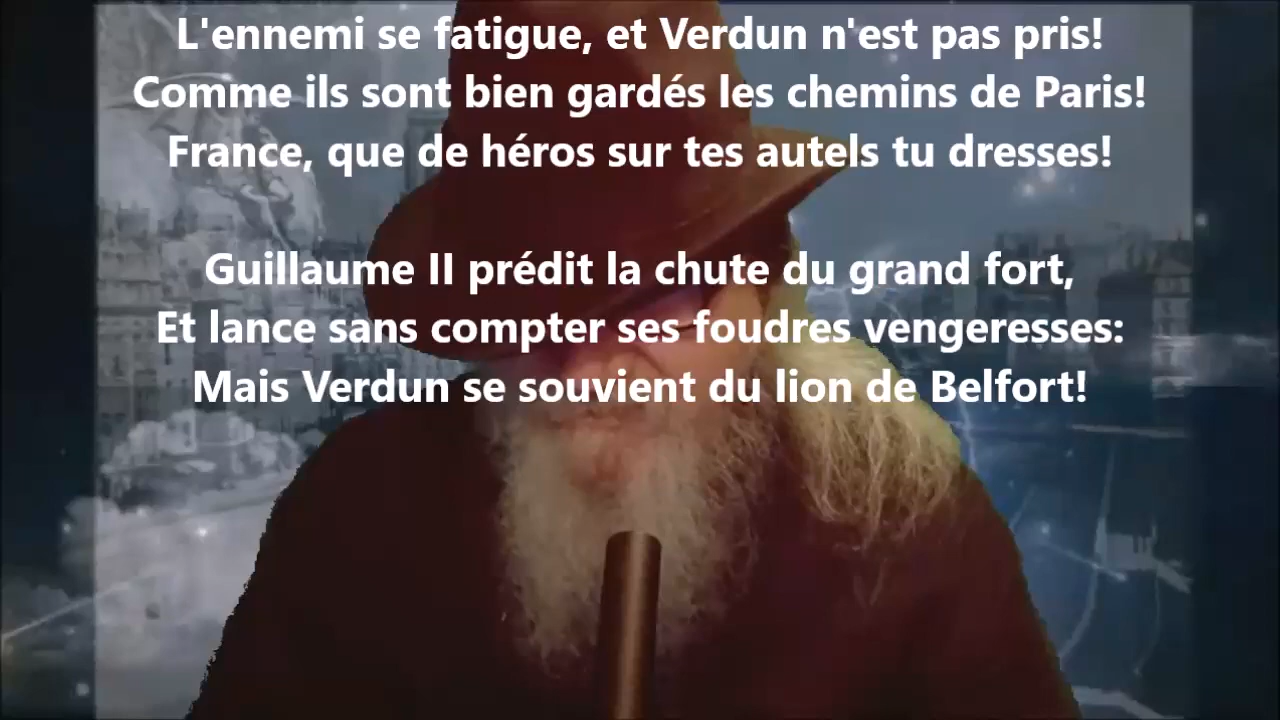 L'ennemi se fatigue, et Verdun n'est pas pris!
Comme ils sont bien gardés les chemins de Paris!
France, que de héros sur tes autels tu dresses!
Guillaume II prédit la chute du grand fort,
Et lance sans compter ses foudres vengeresses:
Mais Verdun se souvient du lion de Belfort!